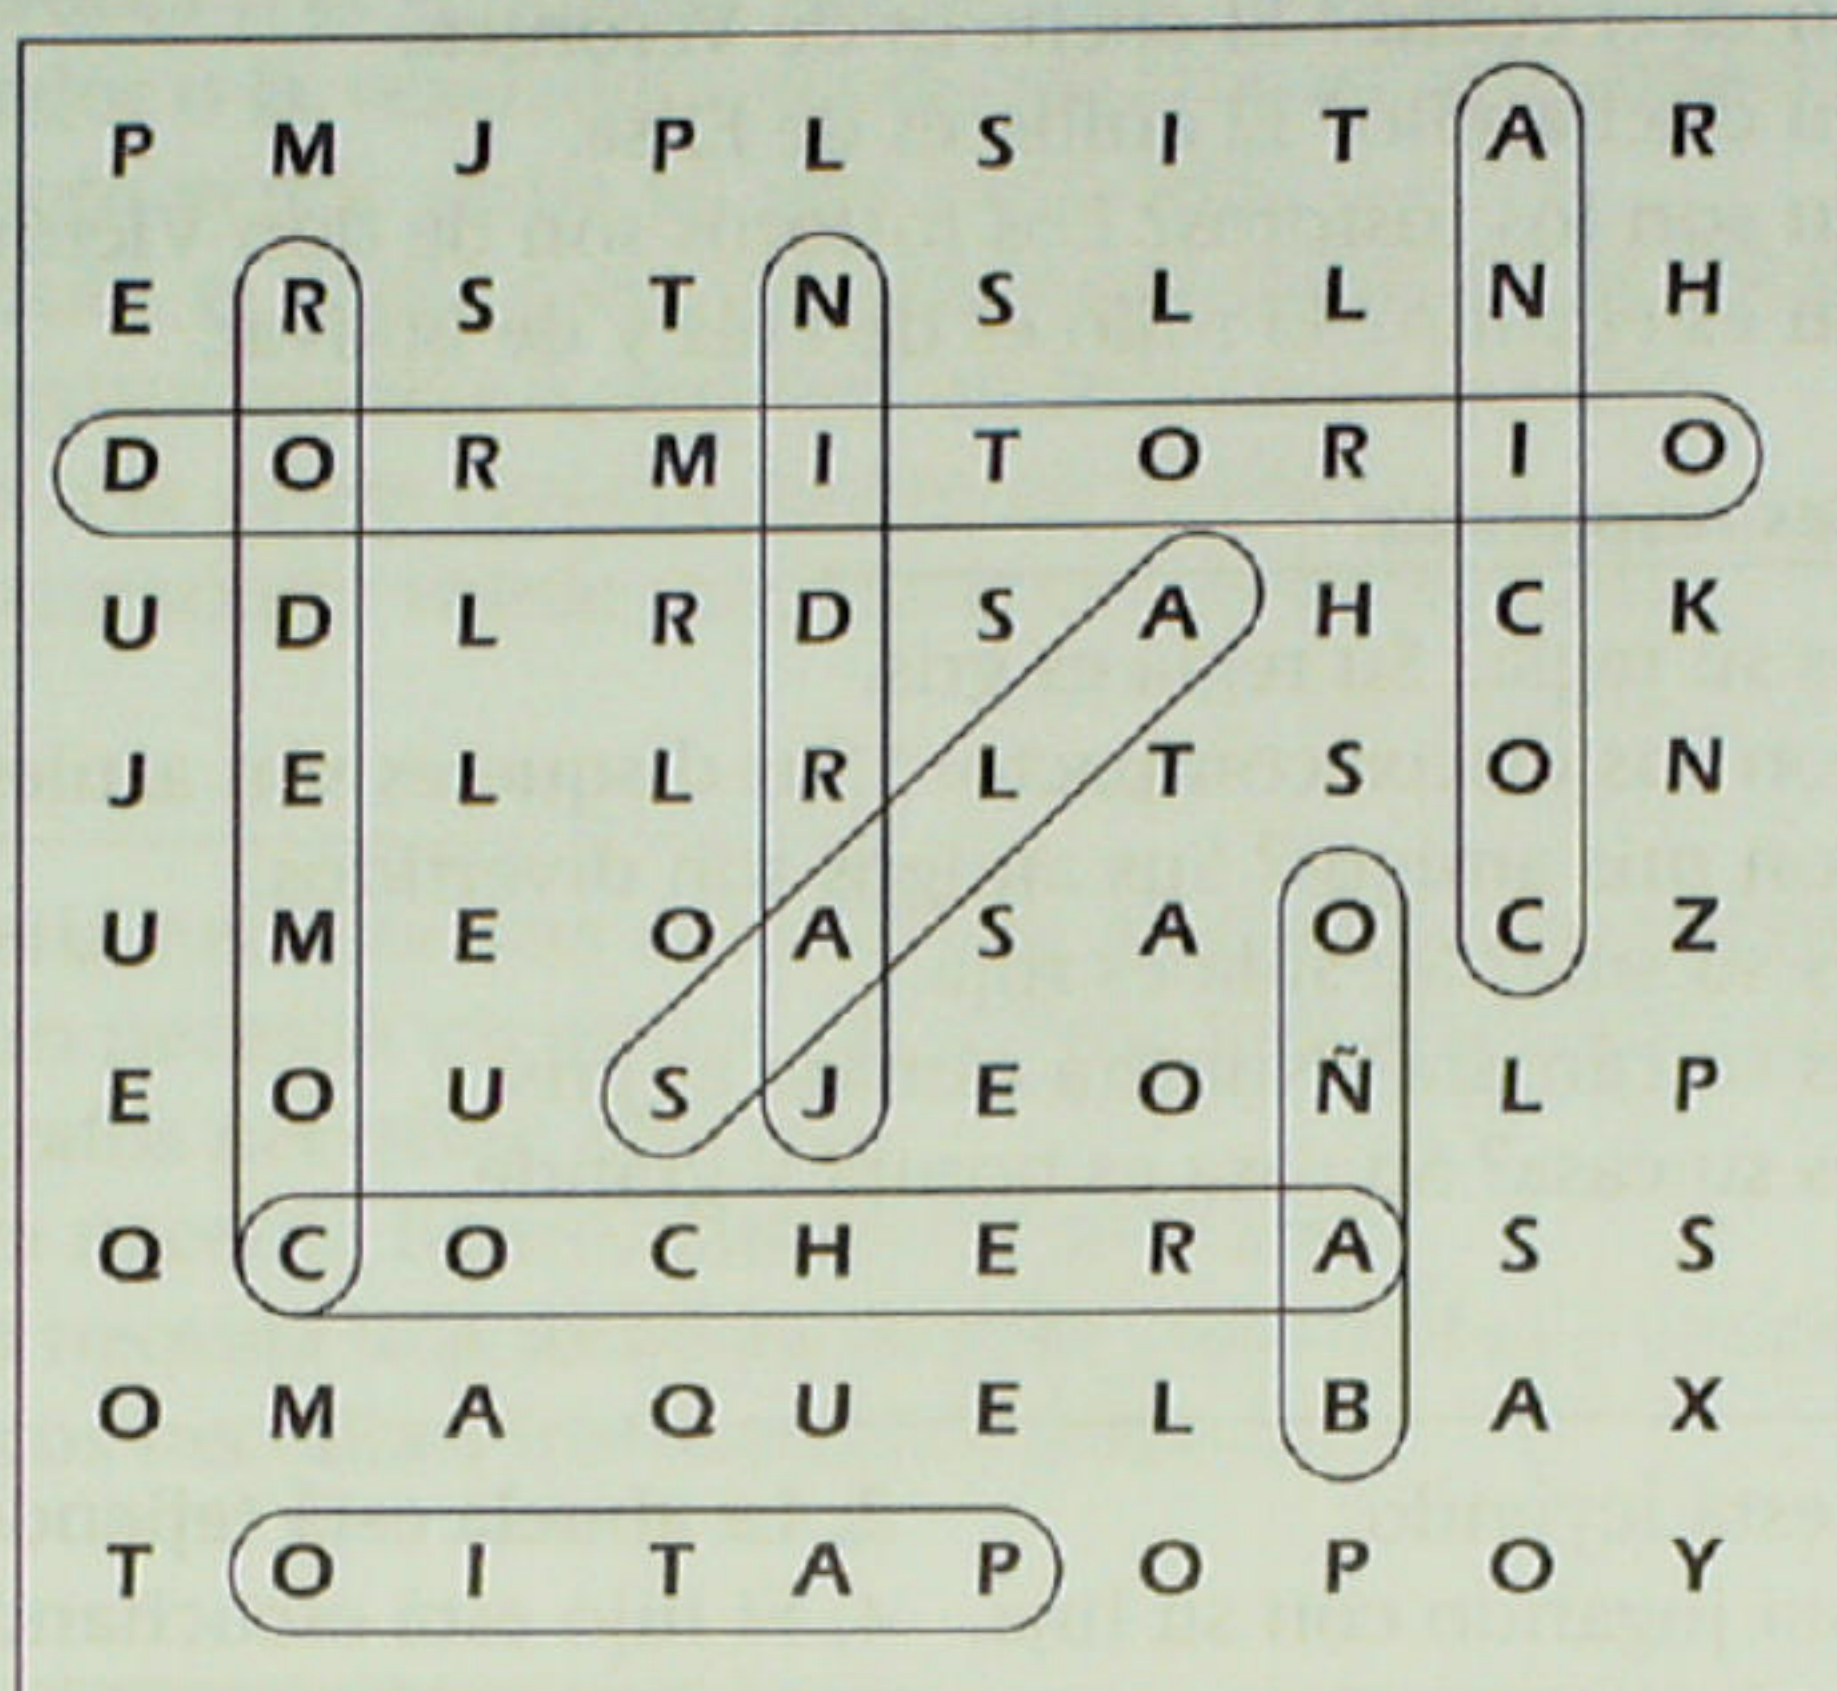 P M J P L S I T A R
E R S T N S L L N H
D O R M I T O R I O
U D L R D S A H C K
J E L L R L T S O N
U M E O A S A O C Z
E O U S J E O Ñ L P
Q C O C H E R A S S
O M A Q U E L B A X
T O I T A P O P O Y